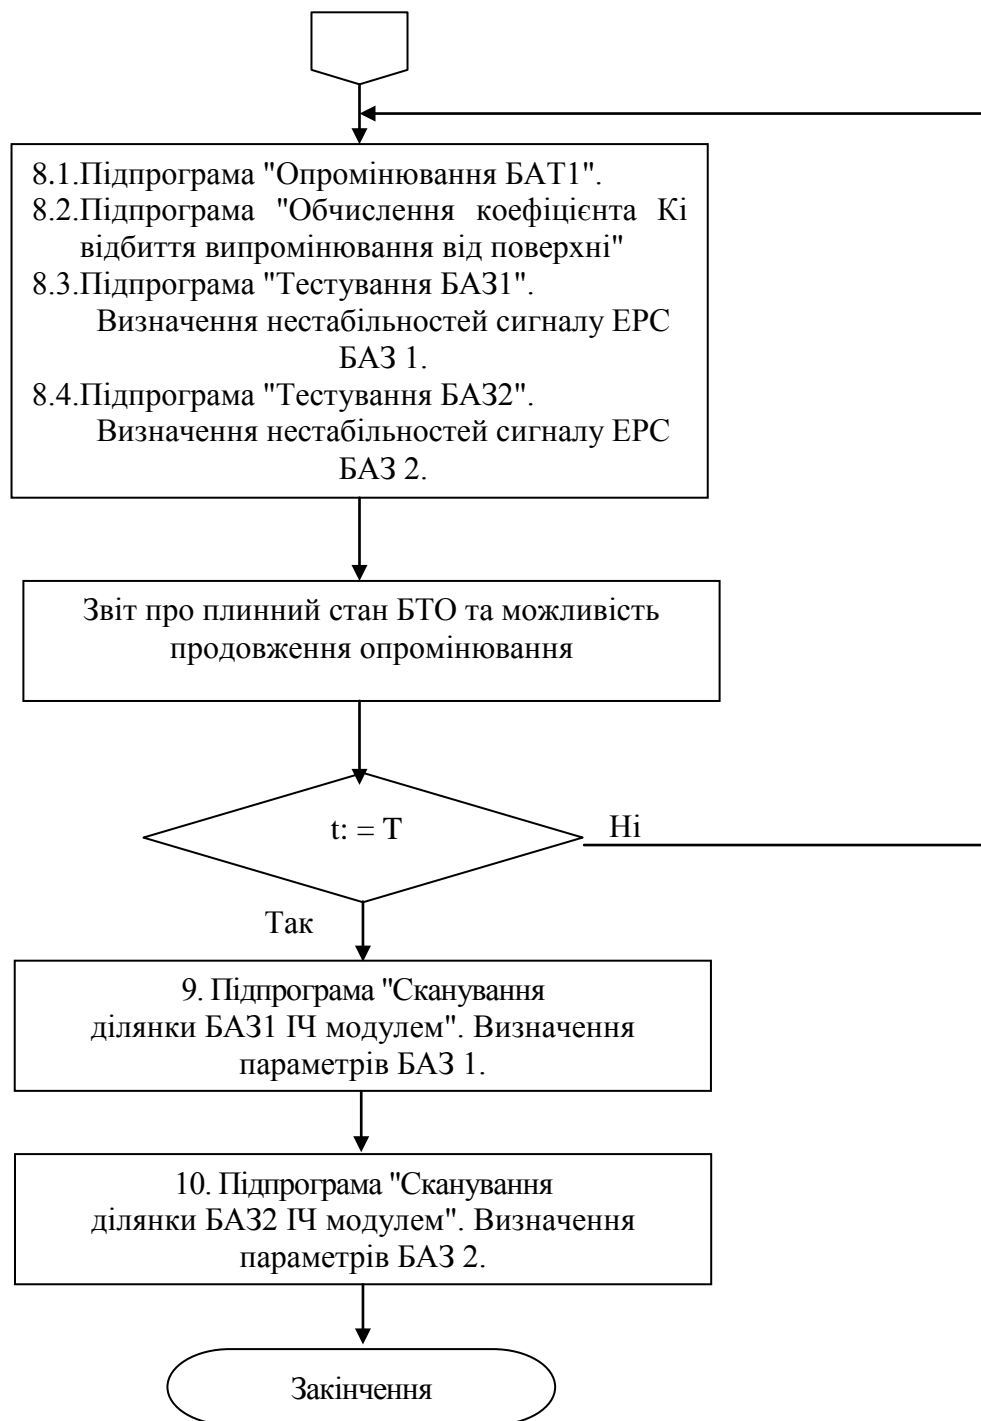 8.1.Підпрограма "Опромінювання БАТ1".
8.2.Підпрограма "Обчислення коефіцієнта Кі
відбиття випромінювання від поверхні"
8.3.Підпрограма "Тестування БАЗ1".
Визначення нестабільностей сигналу ЕРС
БАЗ 1.
8.4.Підпрограма "Тестування БАЗ2".
Визначення нестабільностей сигналу ЕРС
БАЗ 2.
Звіт про плинний стан БТО та можливість
продовження опромінювання
t: = T
Ні
Так
9. Підпрограма "Сканування
ділянки БАЗ1 ІЧ модулем". Визначення
параметрів БАЗ 1.
10. Підпрограма "Сканування
ділянки БАЗ2 ІЧ модулем". Визначення
параметрів БАЗ 2.
Закінчення